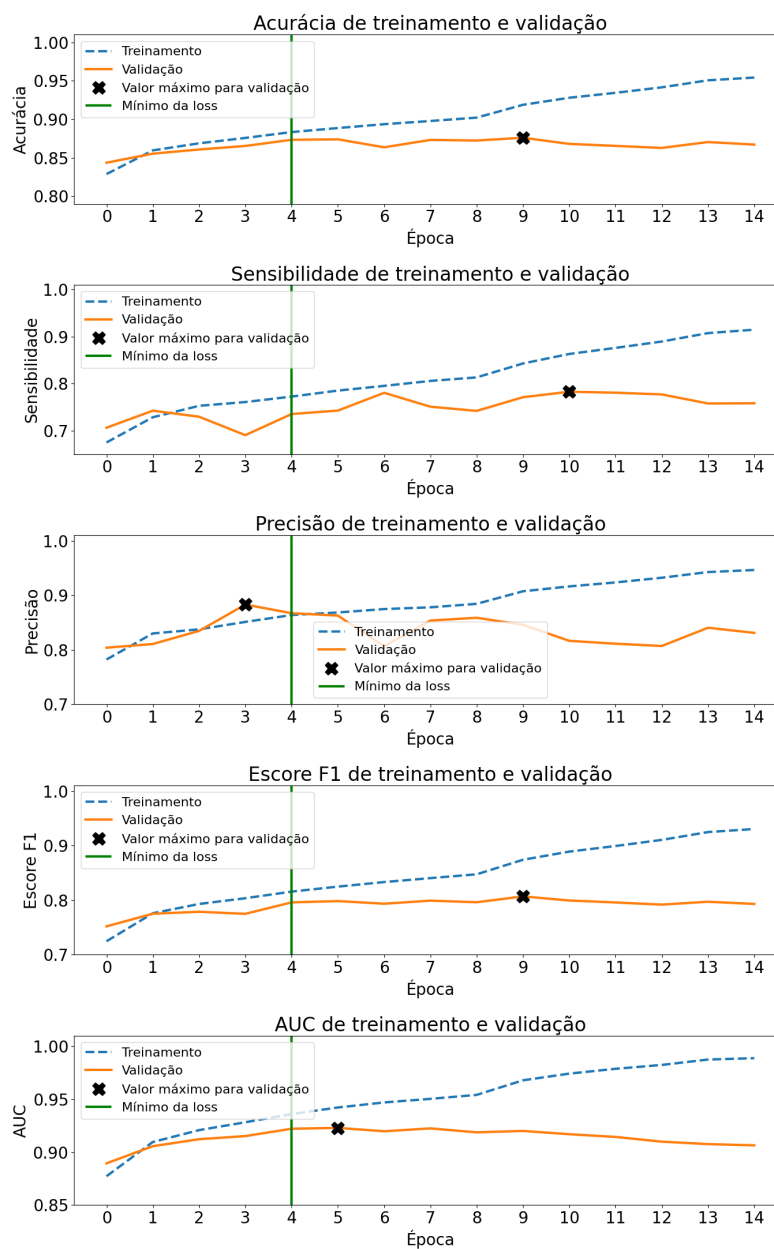 Acurácia de treinamento e validação
1.00
0.95
0.90
0.85
0.80
Acurácia
Treinamento
Validação
Valor máximo para validação
Mínimo da loss
0 1 2 3 4 5 6 7 8 9 10 11 12 13 14
Época
Sensibilidade de treinamento e validação
1.0
0.9
0.8
0.7
Sensibilidade
Treinamento
Validação
Valor máximo para validação
Mínimo da loss
0 1 2 3 4 5 6 7 8 9 10 11 12 13 14
Época
Precisão de treinamento e validação
1.0
0.9
0.8
0.7
Precisão
Treinamento
Validação
Valor máximo para validação
Mínimo da loss
0 1 2 3 4 5 6 7 8 9 10 11 12 13 14
Época
Escore F1 de treinamento e validação
1.0
0.9
0.8
0.7
Escore F1
Treinamento
Validação
Valor máximo para validação
Mínimo da loss
0 1 2 3 4 5 6 7 8 9 10 11 12 13 14
Época
AUC de treinamento e validação
1.00
0.95
0.90
0.85
AUC
Treinamento
Validação
Valor máximo para validação
Mínimo da loss
0 1 2 3 4 5 6 7 8 9 10 11 12 13 14
Época